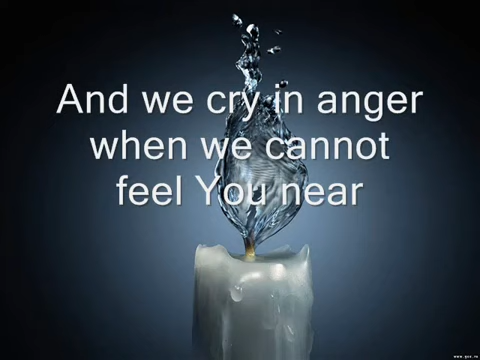 And we cry in anger
when we cannot
feel You near